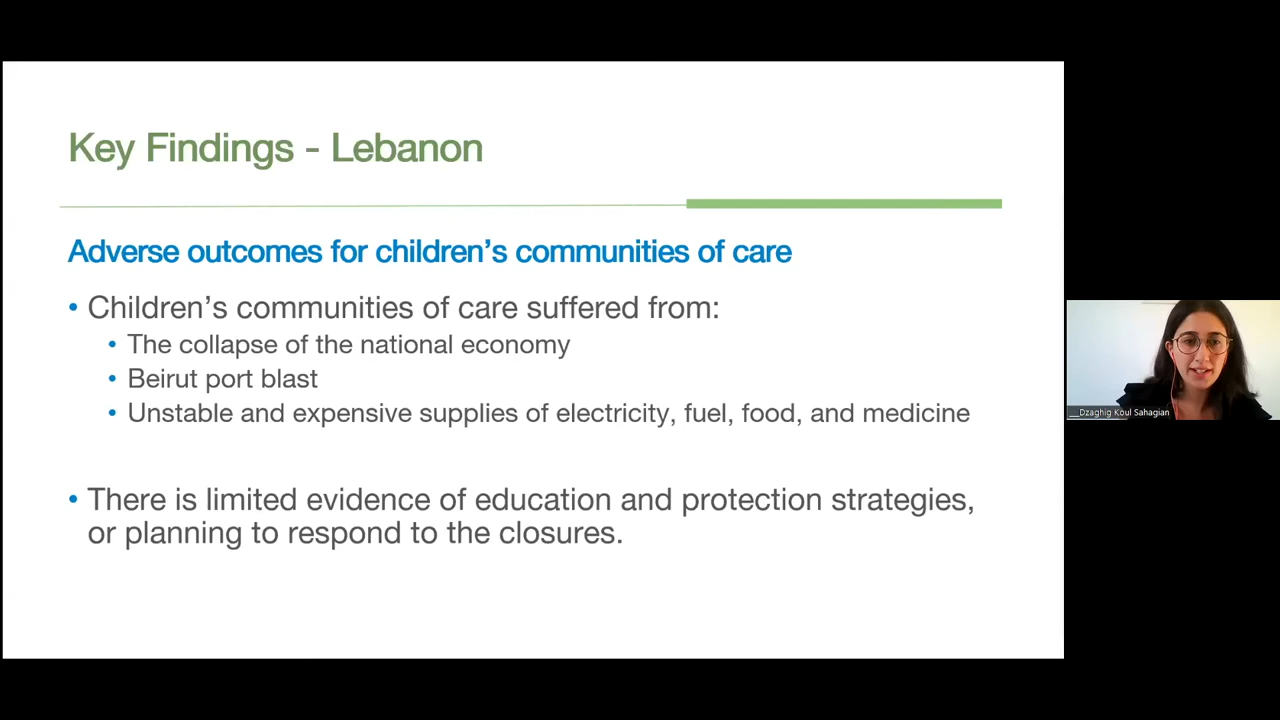 Key Findings - Lebanon
Adverse outcomes for children’s communities of care
• Children’s communities of care suffered from:
• The collapse of the national economy
• Beirut port blast
• Unstable and expensive supplies of electricity, fuel, food, and medicine
• There is limited evidence of education and protection strategies,
or planning to respond to the closures.
__Dzaghig Koul Sahagian